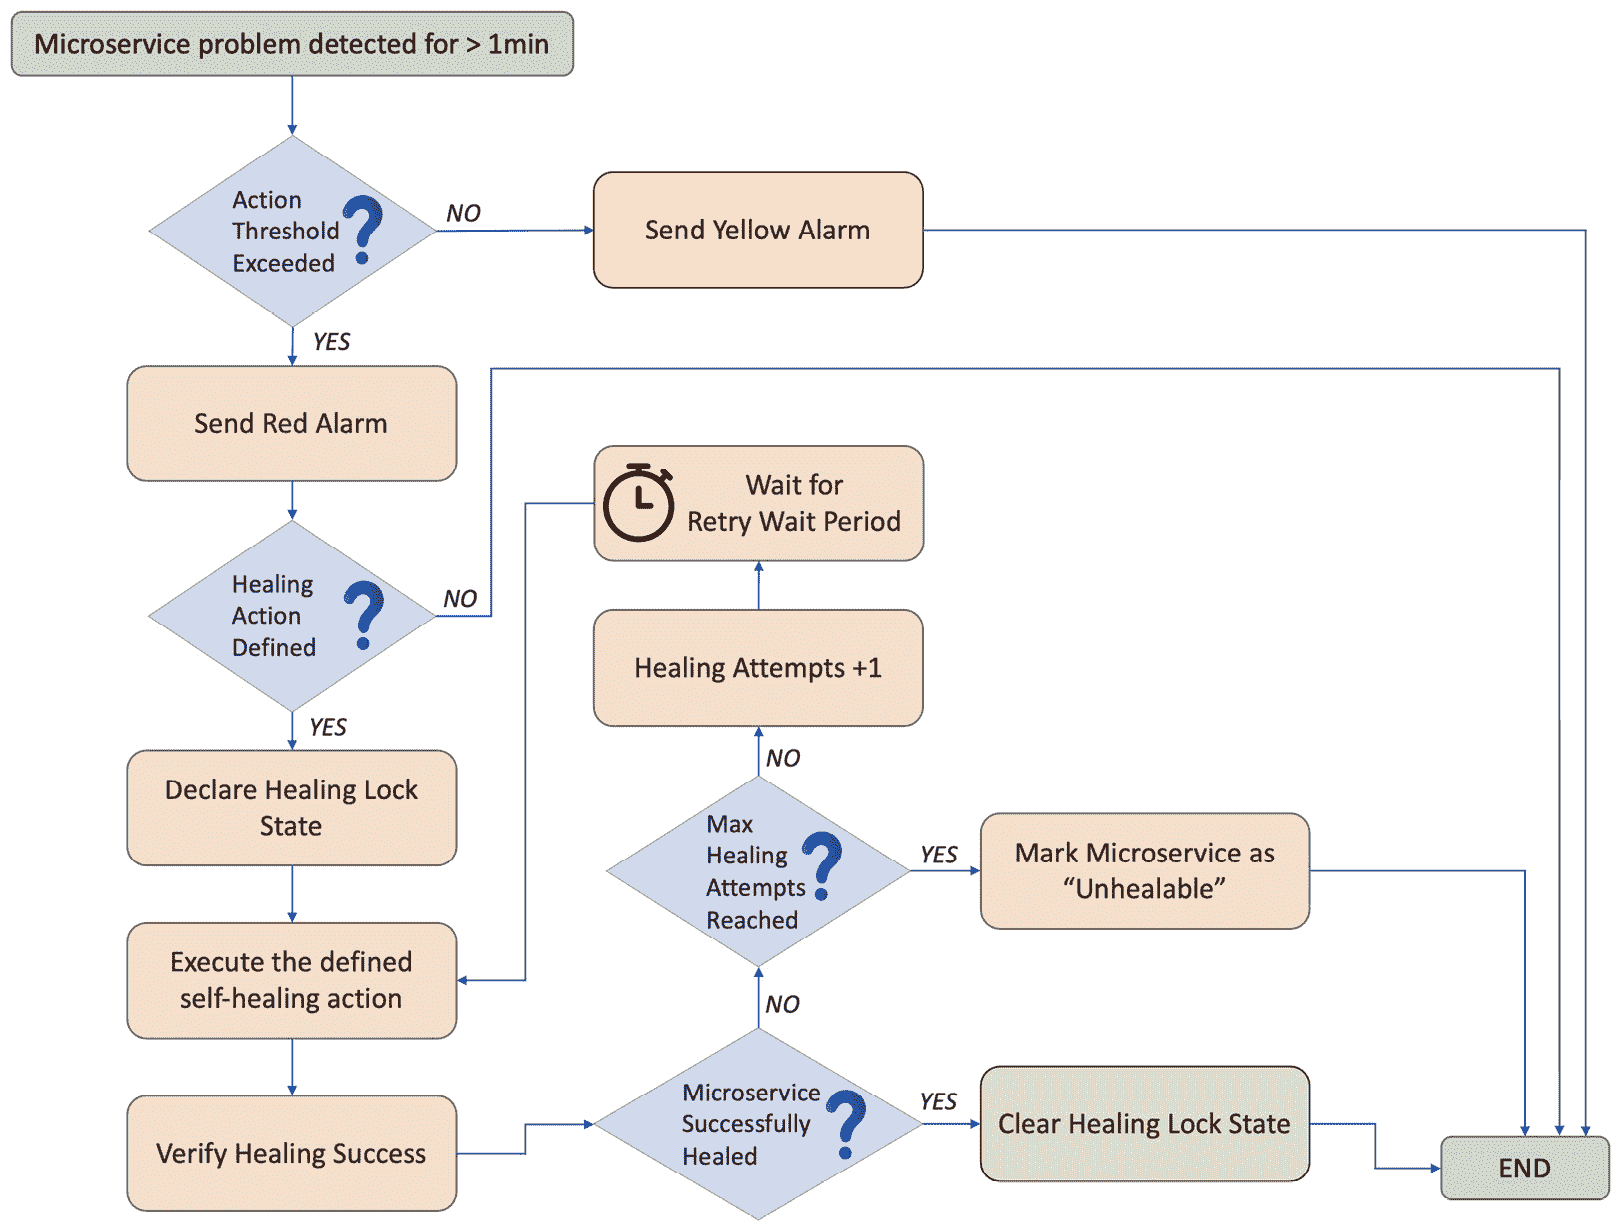 Microservice problem detected for > 1min
Action
Threshold
Exceeded
NO
Send Yellow Alarm
YES
Send Red Alarm
Healing
Action
Defined
NO
YES
Wait for
Retry Wait Period
Healing Attempts +1
NO
Declare Healing Lock
State
Max
Healing
Attempts
Reached
YES
Mark Microservice as
“Unhealable”
Execute the defined
self-healing action
NO
Verify Healing Success
Microservice
Successfully
Healed
YES
Clear Healing Lock State
END